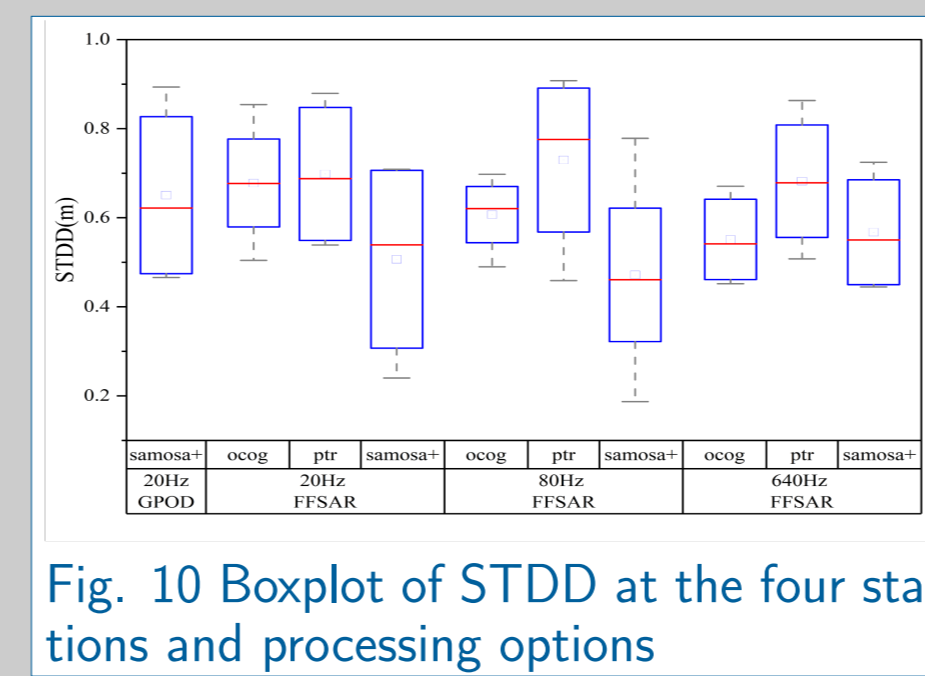 1.0
0.8
0.6
0.4
0.2
STDD(m)
samosa+ ocog ptr samosa+ ocog ptr samosa+ ocog ptr samosa+
20Hz 20Hz 80Hz 640Hz
GPOD FFSAR FFSAR FFSAR
Fig. 10 Boxplot of STDD at the four sta
tions and processing options